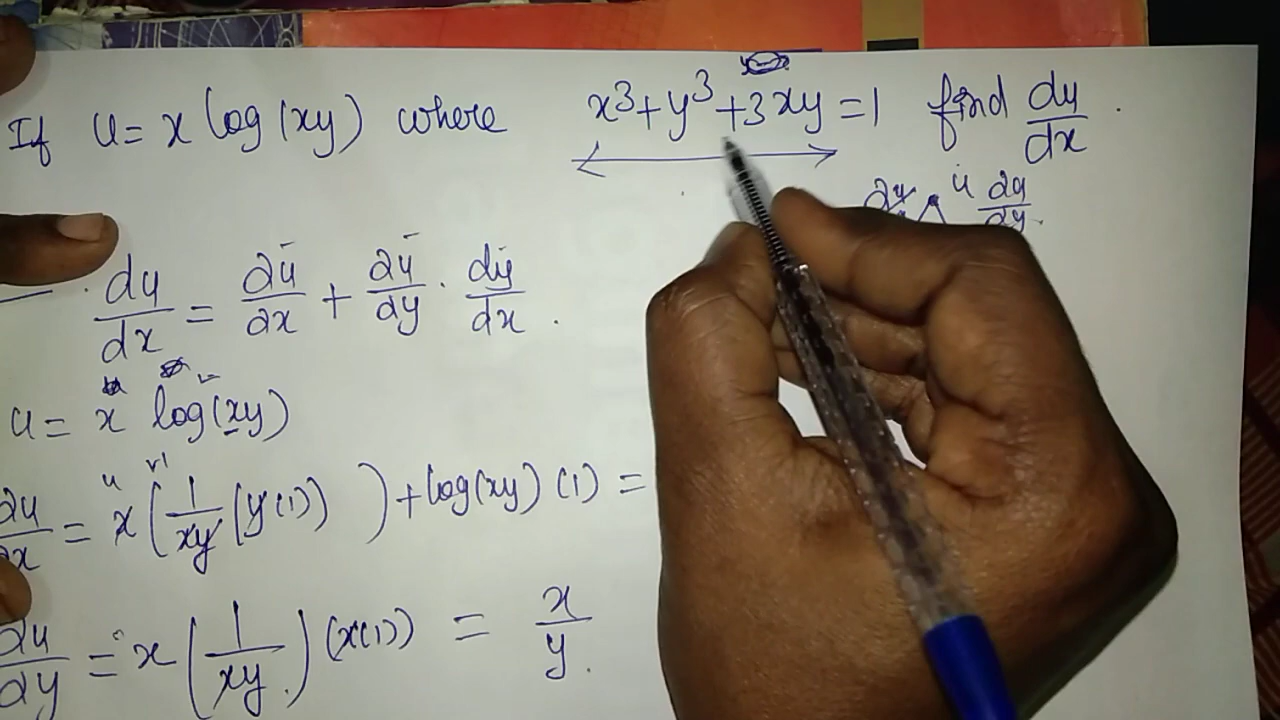 If u = x log(xy) where x³+y³+3xy = 1 find dy/dx.
u ∂u/∂y
du/dx = ∂u/∂x + ∂u/∂y · dy/dx.
u = x log(xy)
u v'
∂u/∂x = x(1/xy (y(1))) + log(xy) (1) =
∂u/∂y = x(1/xy) (x(1)) = x/y.